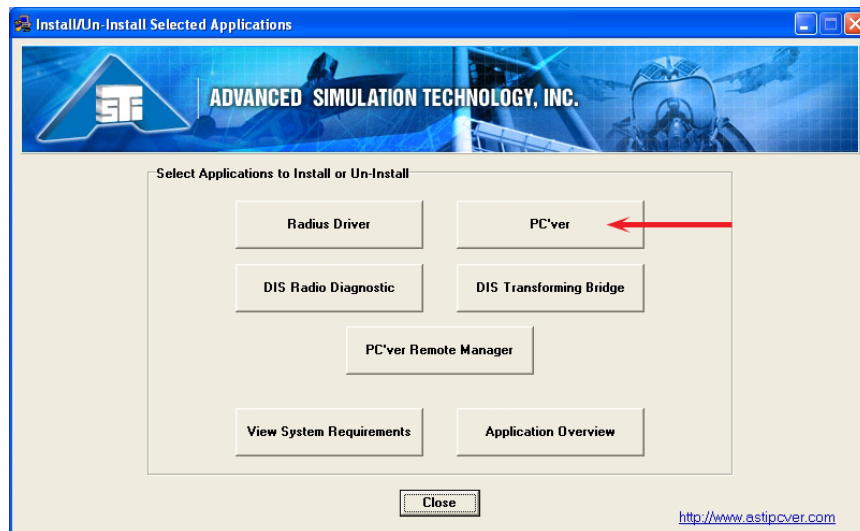 Install/Un-Install Selected Applications
STi
ADVANCED SIMULATION TECHNOLOGY, INC.
Select Applications to Install or Un-Install
Radius Driver
PC'ver
DIS Radio Diagnostic
DIS Transforming Bridge
PC'ver Remote Manager
View System Requirements
Application Overview
Close
http://www.astipcver.com